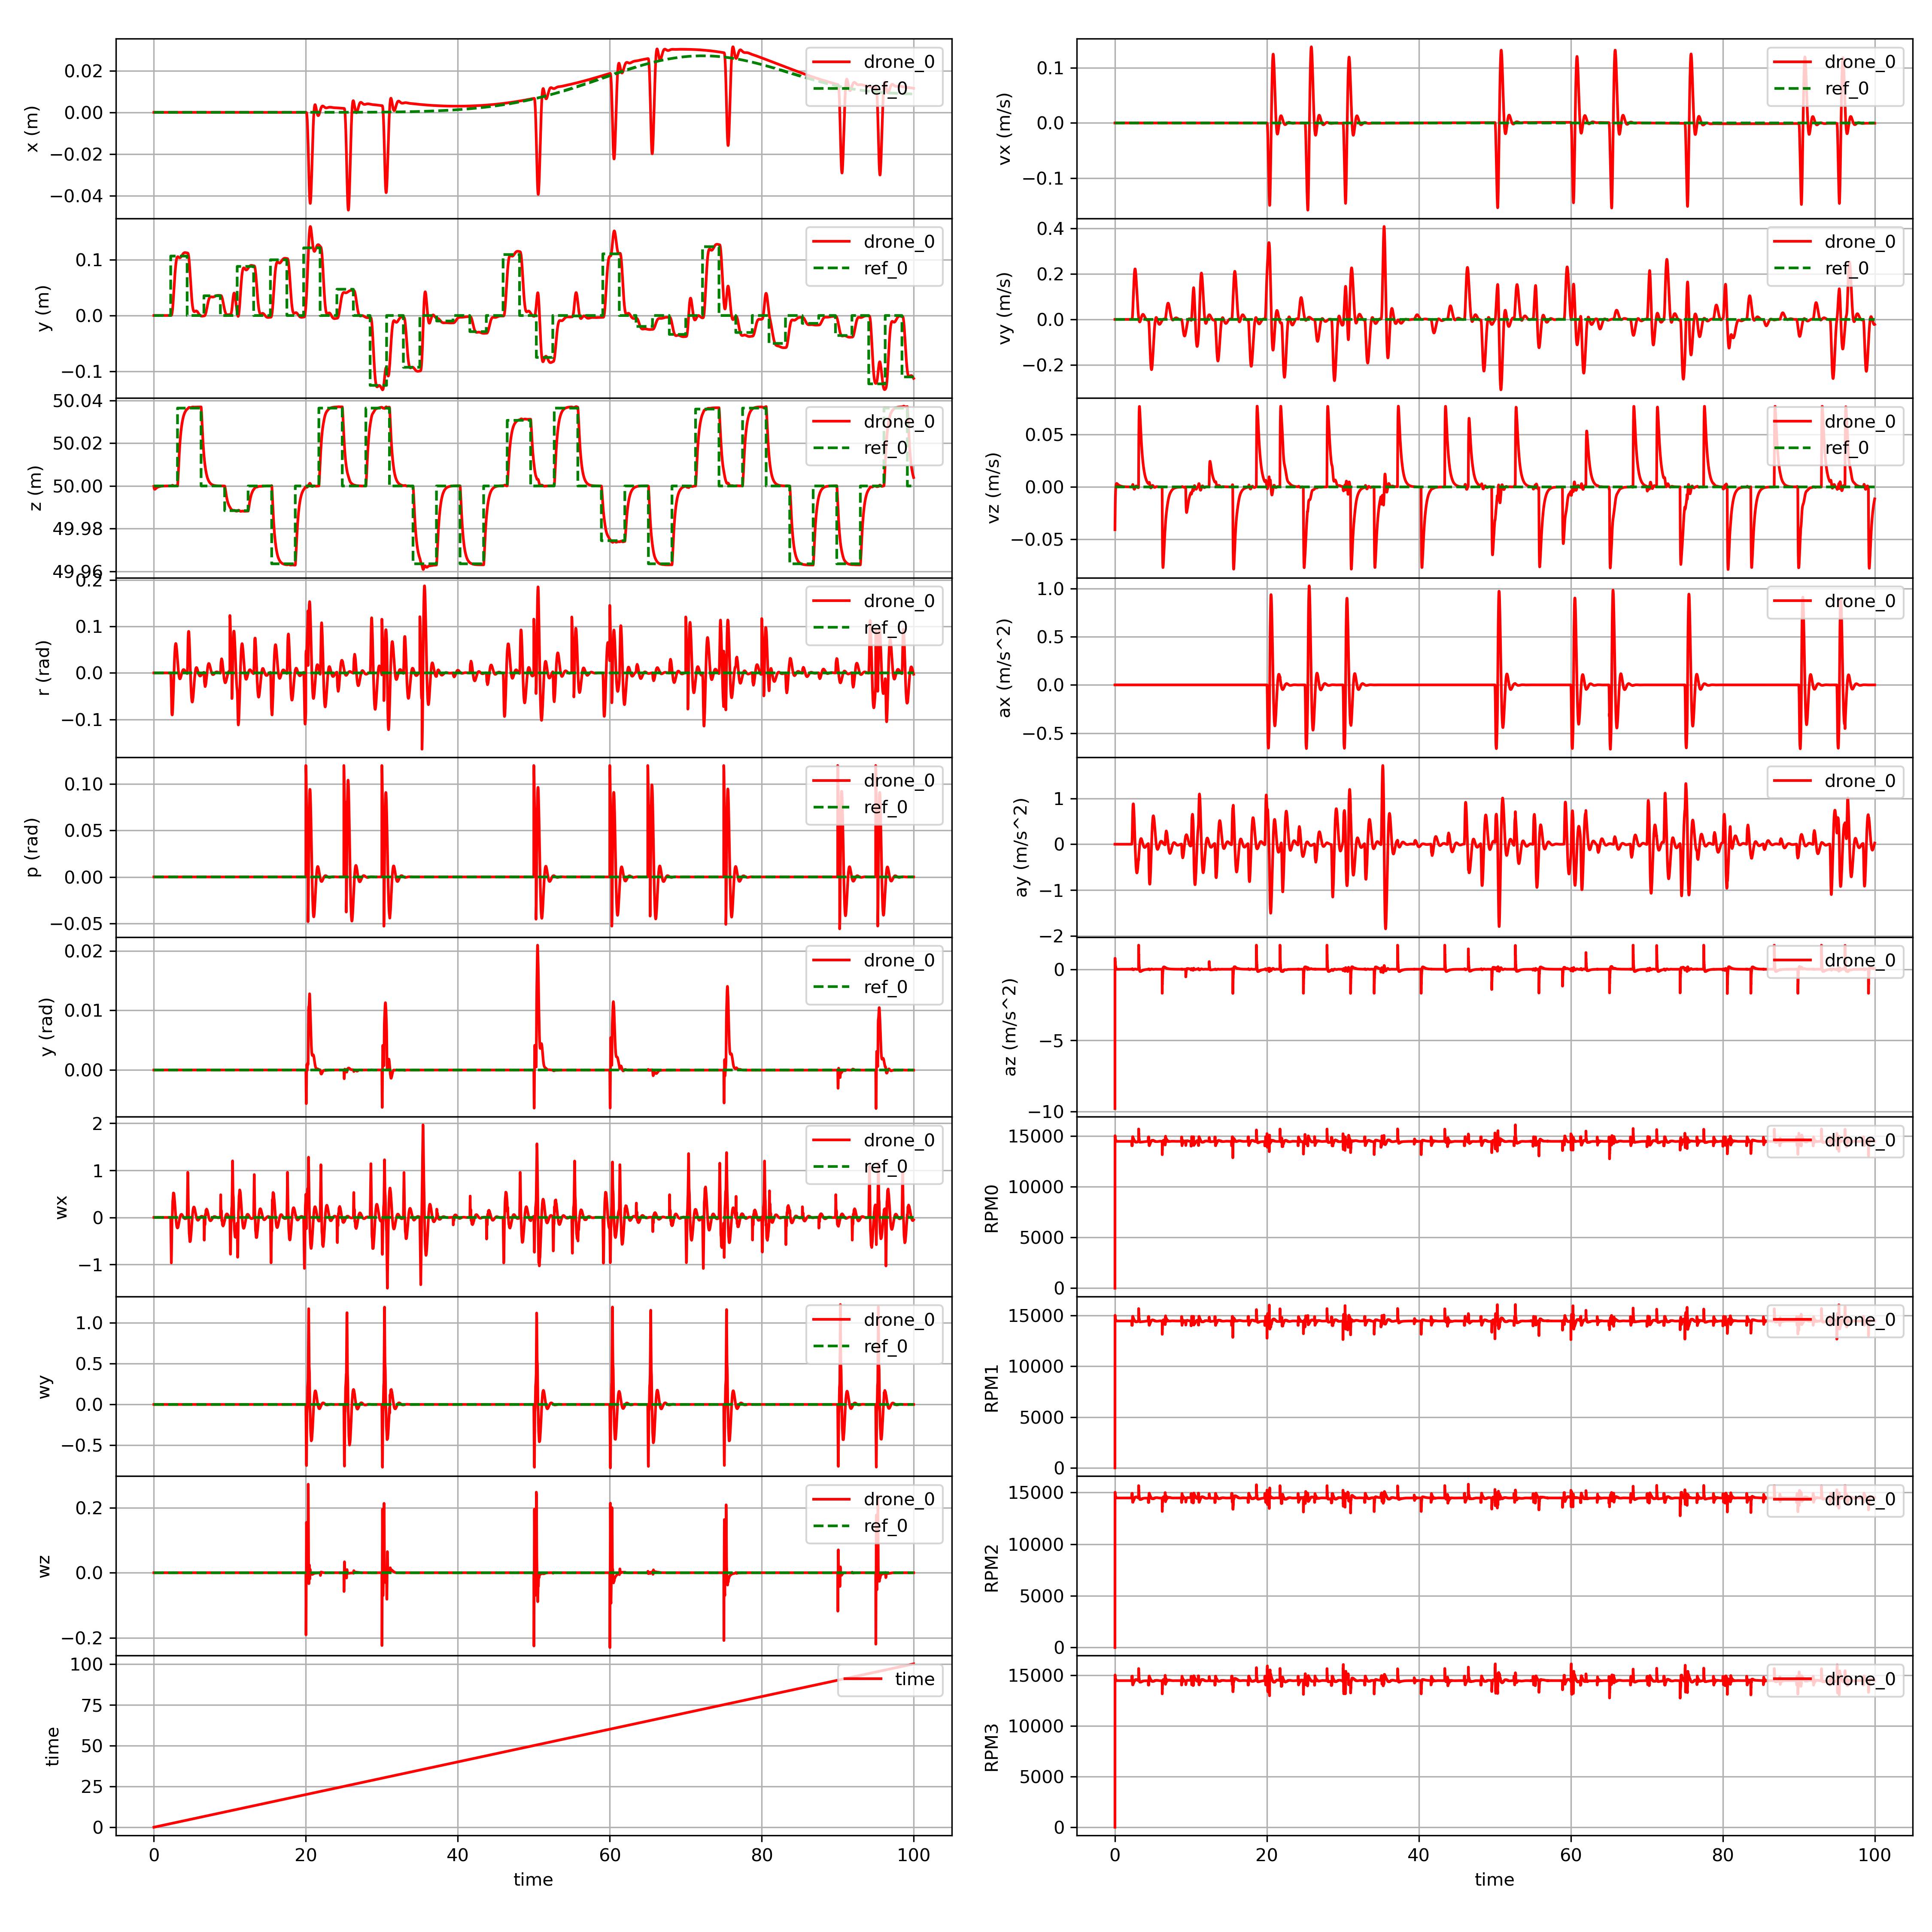 0.02
0.00
−0.02
−0.04
x (m)
drone_0
ref_0
0.1
0.0
−0.1
y (m)
drone_0
ref_0
50.04
50.02
50.00
49.98
49.96
z (m)
drone_0
ref_0
0.2
0.1
0.0
−0.1
r (rad)
drone_0
ref_0
0.10
0.05
0.00
−0.05
p (rad)
drone_0
ref_0
0.02
0.01
0.00
y (rad)
drone_0
ref_0
2
1
0
−1
wx
drone_0
ref_0
1.0
0.5
0.0
−0.5
wy
drone_0
ref_0
0.2
0.0
−0.2
wz
drone_0
ref_0
100
75
50
25
0
time
time
0 20 40 60 80 100
time
0.1
0.0
−0.1
vx (m/s)
drone_0
ref_0
0.4
0.2
0.0
−0.2
vy (m/s)
drone_0
ref_0
0.05
0.00
−0.05
vz (m/s)
drone_0
ref_0
1.0
0.5
0.0
−0.5
ax (m/s^2)
drone_0
ref_0
1
0
−1
−2
ay (m/s^2)
drone_0
2
0
−5
−10
az (m/s^2)
drone_0
15000
10000
5000
0
RPM0
drone_0
15000
10000
5000
0
RPM1
drone_0
15000
10000
5000
0
RPM2
drone_0
15000
10000
5000
0
RPM3
drone_0
0 20 40 60 80 100
time